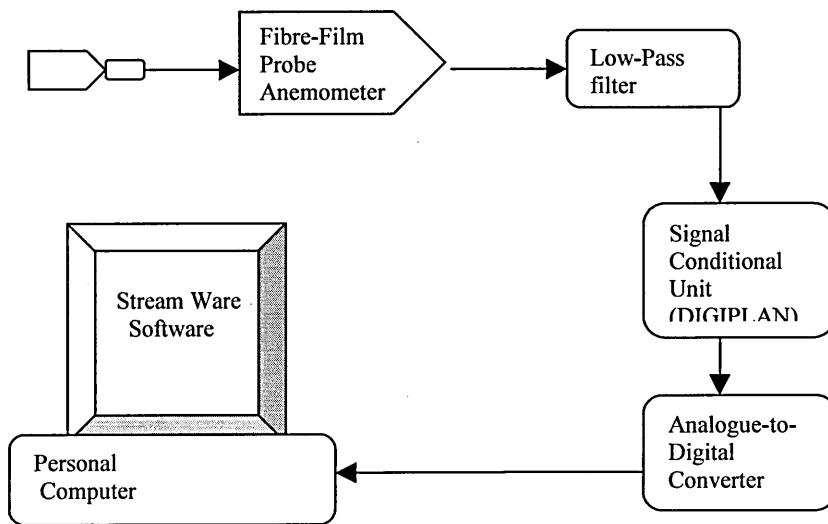 Fibre-Film
Probe
Anemometer
Low-Pass
filter
Signal
Conditional
Unit
(DIGIPLAN)
Analogue-to-
Digital
Converter
Stream Ware
Software
Personal
Computer